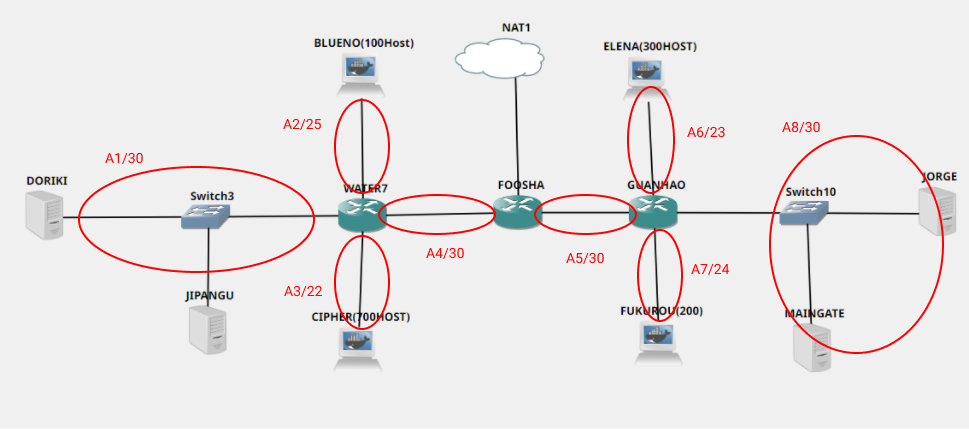 NAT1
BLUENO(100Host)
ELENA(300HOST)
A2/25
A6/23
A8/30
A1/30
DORIKI
Switch3
WATER7
FOOSHA
GUANHAO
Switch10
JORGE
A4/30
A5/30
A7/24
A3/22
JIPANGU
CIPHER(700HOST)
FUKUROU(200)
MAINGATE